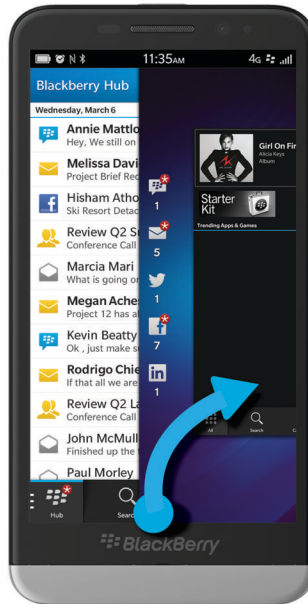 11:35AM
4G
Blackberry Hub
Wednesday, March 6
Annie Mattlo
Hey, We still on
Melissa Davi
Project Brief Rec
Hisham Atho
Ski Resort Detac
Review Q2 S
Conference Call
Marcia Mari
What is going on
Megan Aches
Project 12 has a
Kevin Beatty
Ok , just make su
Rodrigo Chie
If that all we are
Review Q2 La
Conference Call
John McMull
Finished up the
Paul Morley
Hub
Search
1
5
1
7
in
1
Girl On Fir
Alicia Keys
Album
Starter
Kit
Trending Apps & Games
All
Search
BlackBerry